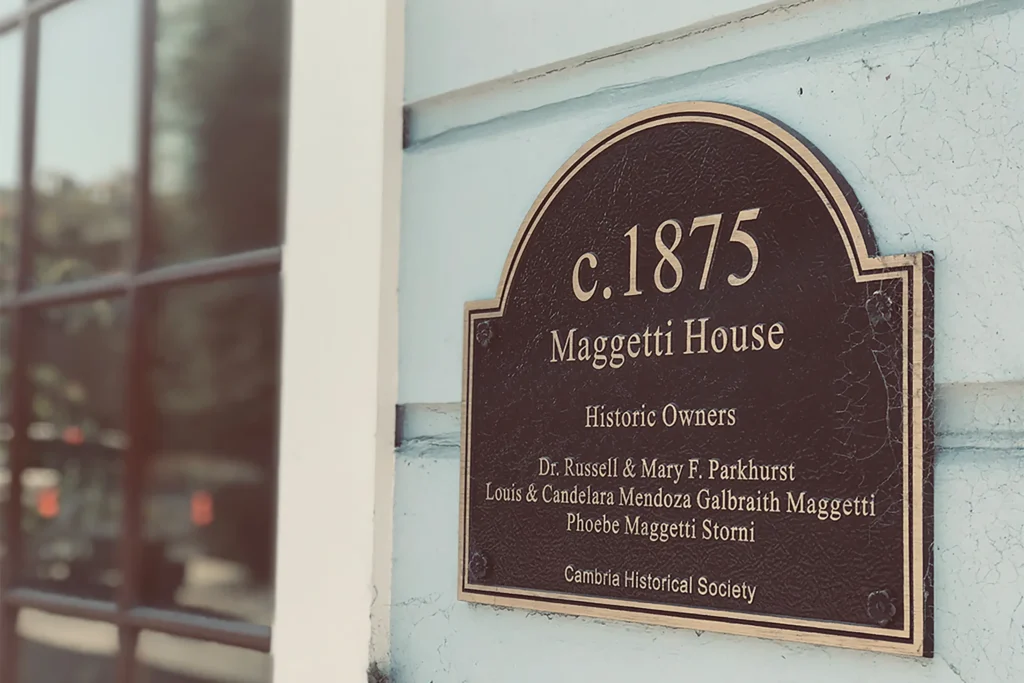 c.1875
Maggetti House
Historic Owners
Dr. Russell & Mary F. Parkhurst
Louis & Candelara Mendoza Galbraith Maggetti
Phoebe Maggetti Storni
Cambria Historical Society